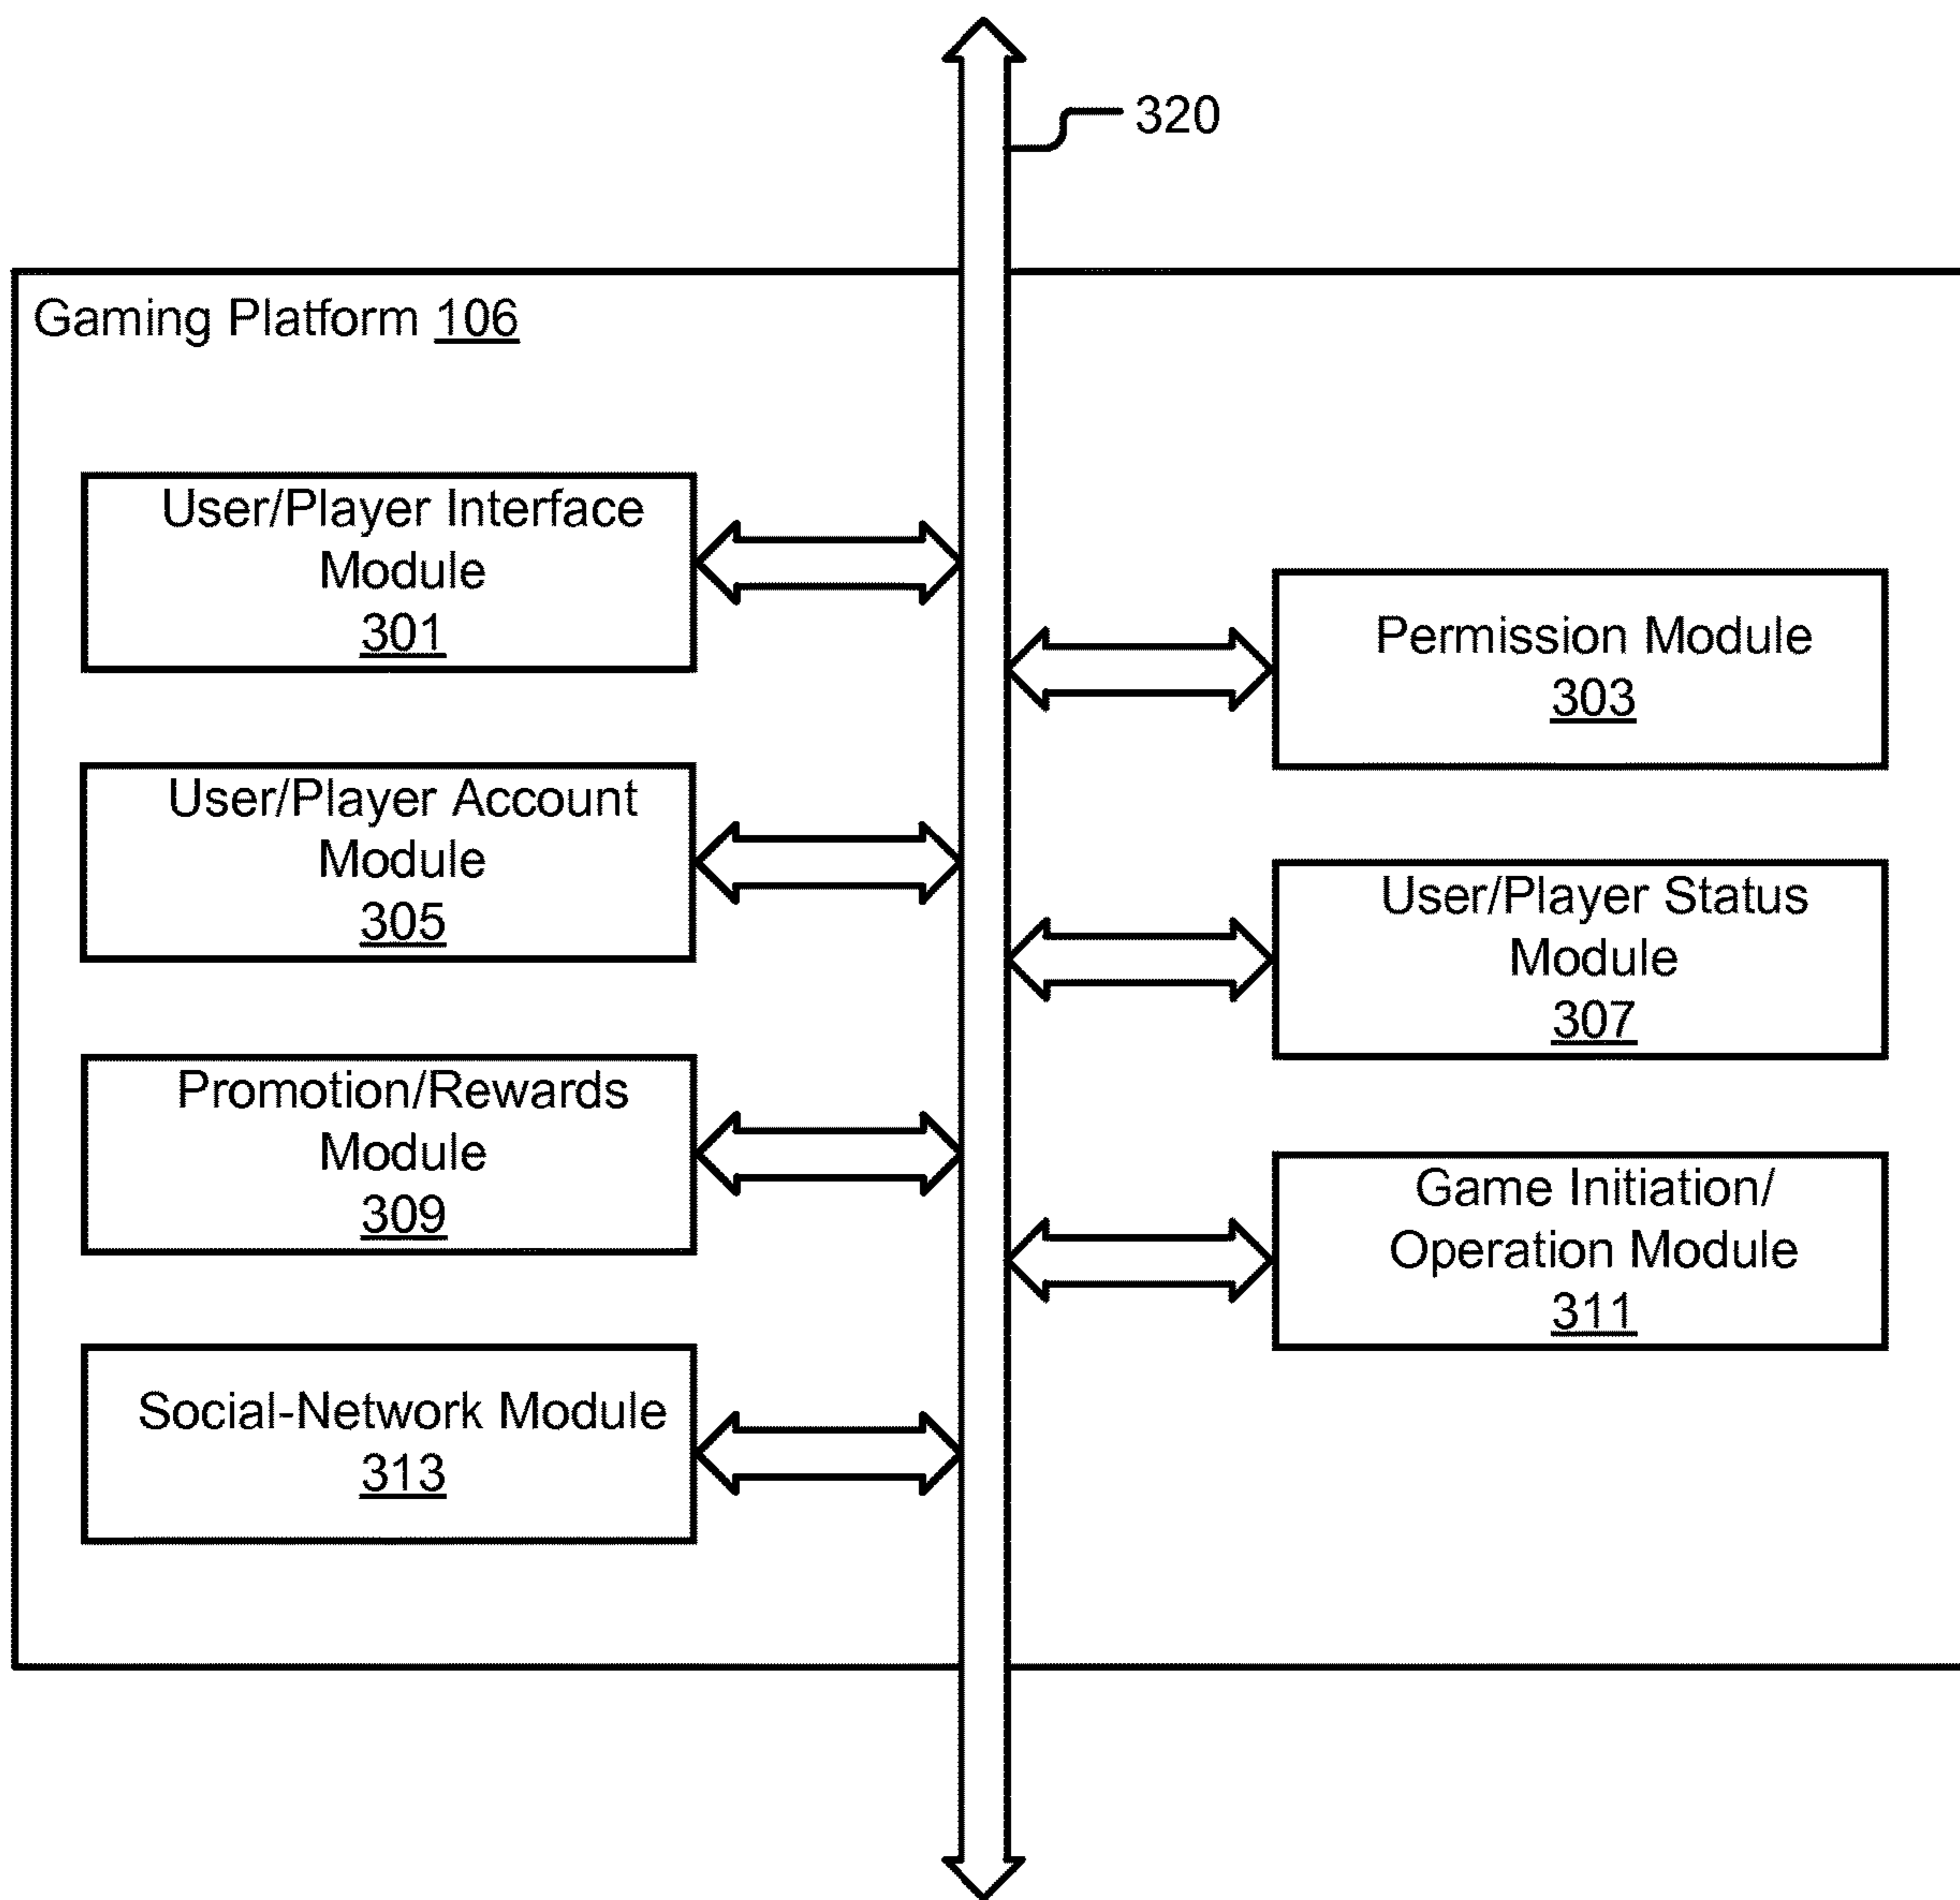 320
Gaming Platform 106
User/Player Interface
Module
301
Permission Module
303
User/Player Account
Module
305
User/Player Status
Module
307
Promotion/Rewards
Module
309
Game Initiation/
Operation Module
311
Social-Network Module
313